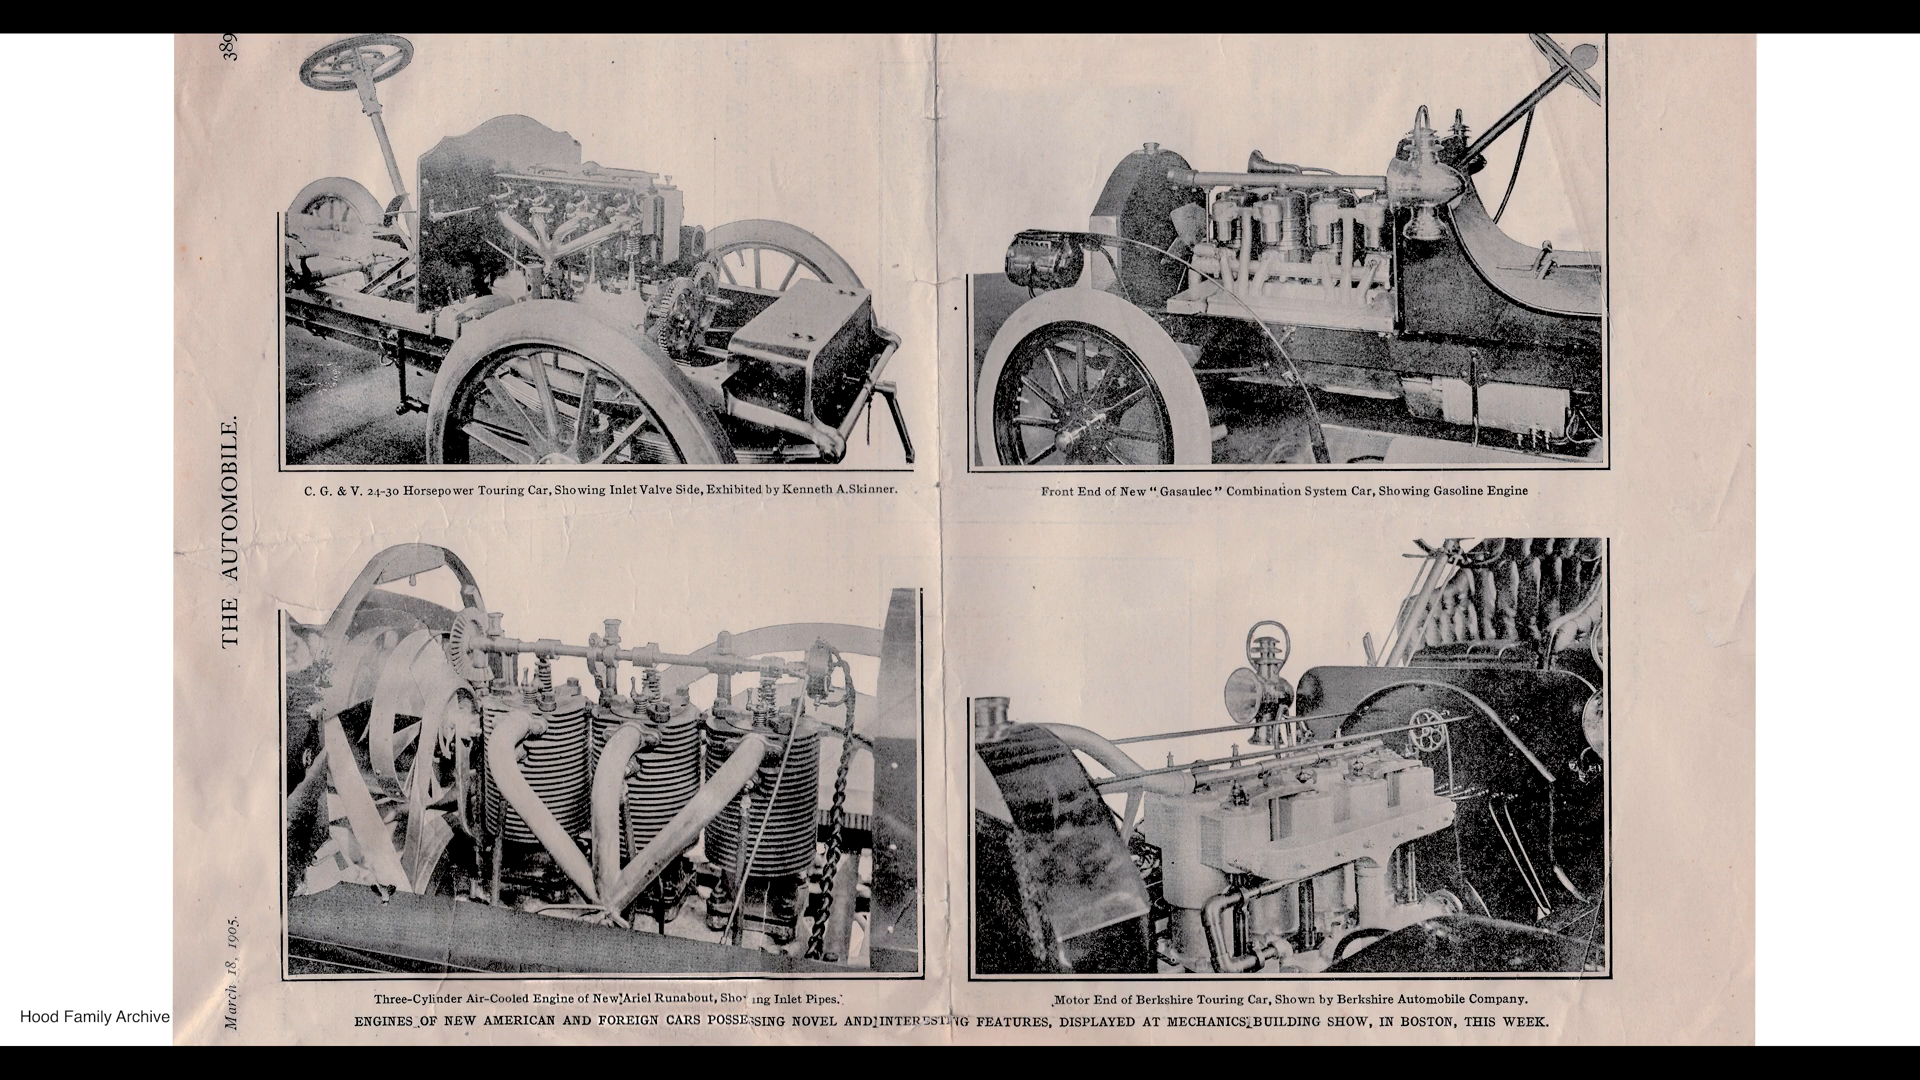 389
THE AUTOMOBILE.
March 18, 1905.
C. G. & V. 24-30 Horsepower Touring Car, Showing Inlet Valve Side, Exhibited by Kenneth A. Skinner.
Front End of New “Gasaulec” Combination System Car, Showing Gasoline Engine
Three-Cylinder Air-Cooled Engine of New Ariel Runabout, Sho ing Inlet Pipes.
Motor End of Berkshire Touring Car, Shown by Berkshire Automobile Company.
ENGINES OF NEW AMERICAN AND FOREIGN CARS POSSESSING NOVEL AND INTERESTING FEATURES, DISPLAYED AT MECHANICS BUILDING SHOW, IN BOSTON, THIS WEEK.
Hood Family Archive